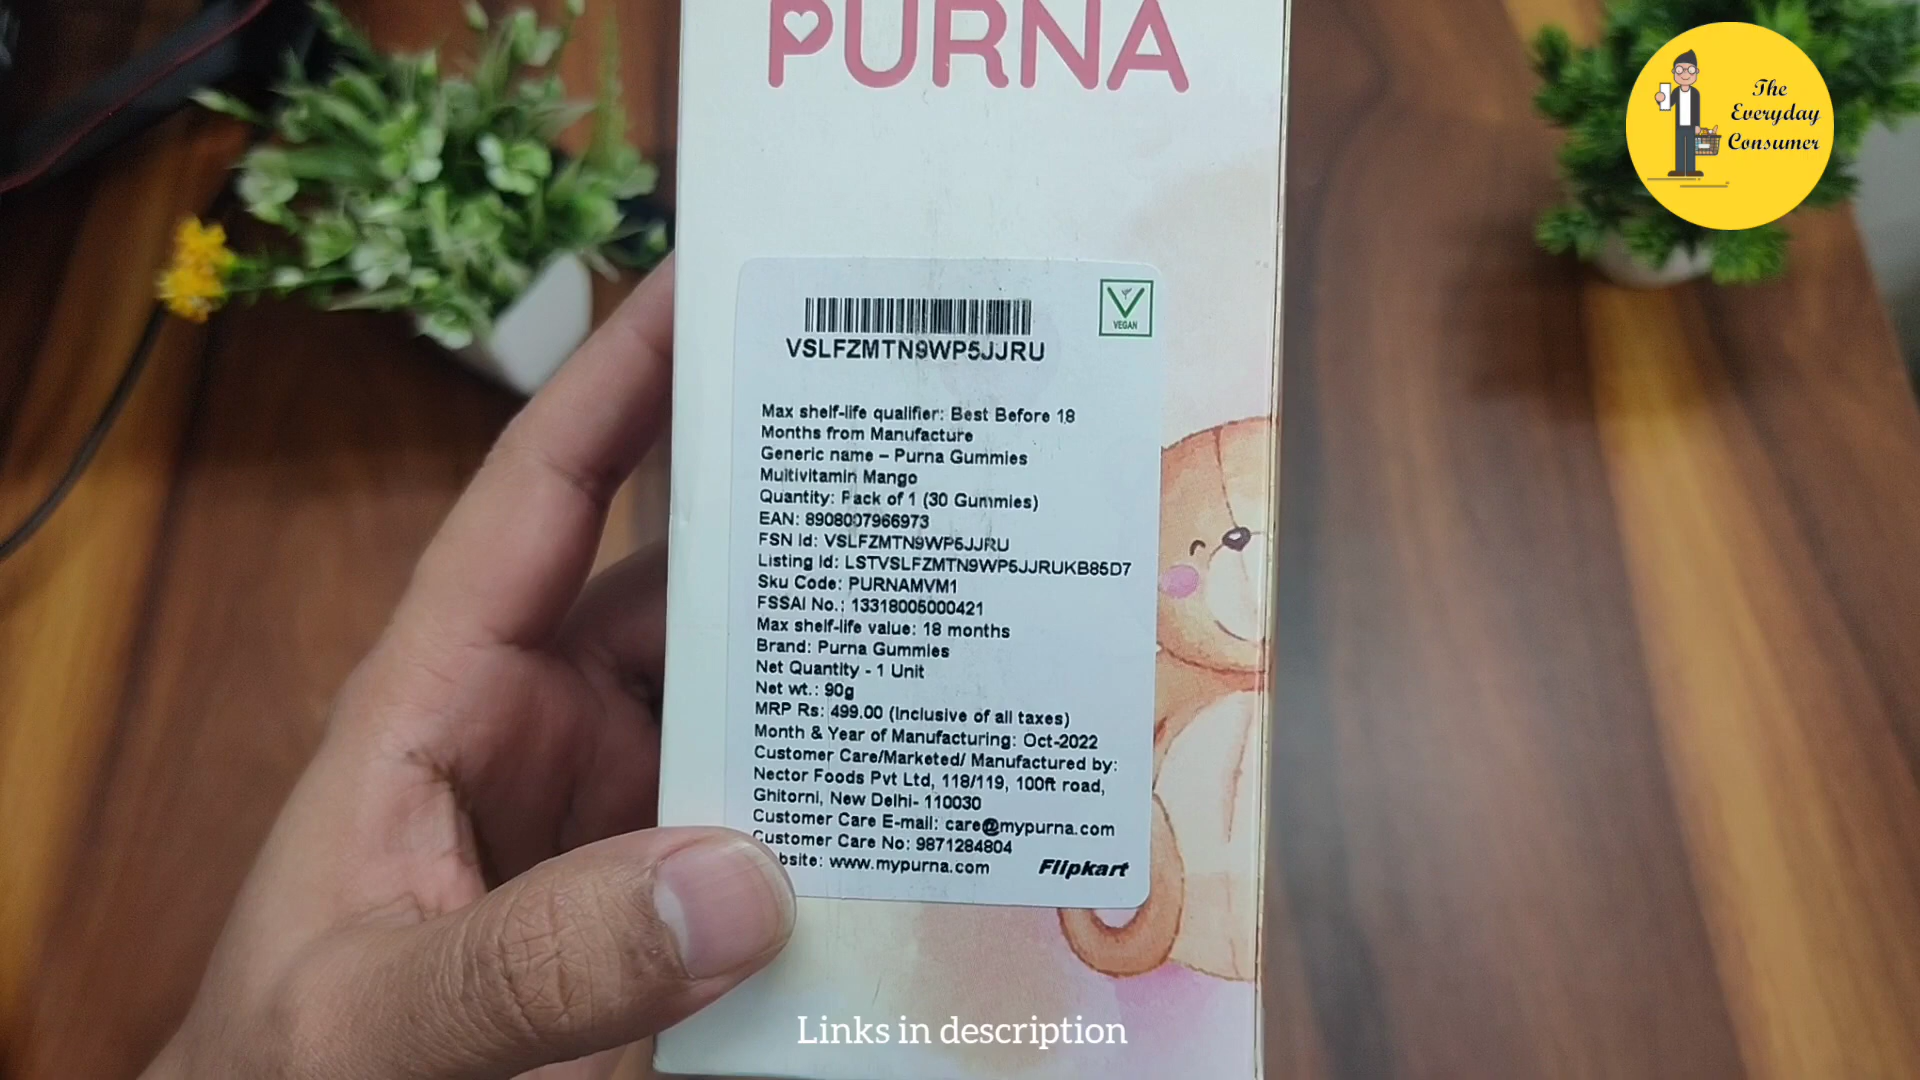 PURNA
The
Everyday
Consumer
VEGAN
VSLFZMTN9WP5JJRU
Max shelf-life qualifier: Best Before 18
Months from Manufacture
Generic name – Purna Gummies
Multivitamin Mango
Quantity: Pack of 1 (30 Gummies)
EAN: 8908007966973
FSN Id: VSLFZMTN9WP5JJRU
Listing Id: LSTVSLFZMTN9WP5JJRUKB85D7
Sku Code: PURNAMVM1
FSSAI No.: 13318005000421
Max shelf-life value: 18 months
Brand: Purna Gummies
Net Quantity - 1 Unit
Net wt.: 90g
MRP Rs: 499.00 (Inclusive of all taxes)
Month & Year of Manufacturing: Oct-2022
Customer Care/Marketed/ Manufactured by:
Nector Foods Pvt Ltd, 118/119, 100ft road,
Ghitorni, New Delhi- 110030
Customer Care E-mail: care@mypurna.com
Customer Care No: 9871284804
bsite: www.mypurna.com
Flipkart
Links in description